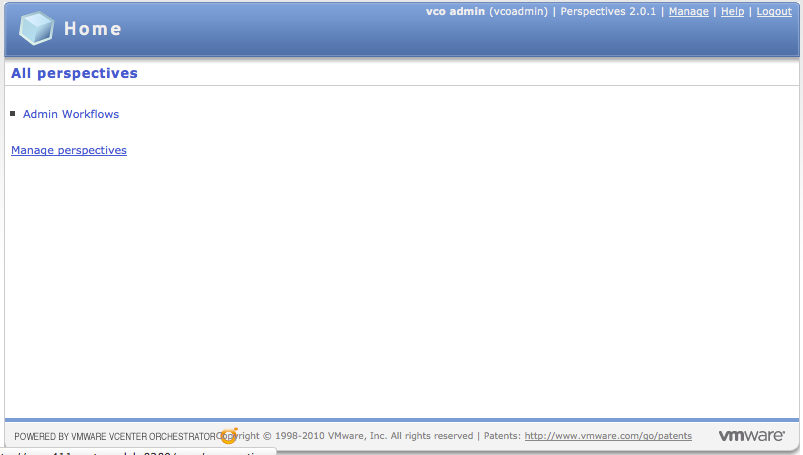 vco admin (vcoadmin) | Perspectives 2.0.1 | Manage | Help | Logout
Home
All perspectives
Admin Workflows
Manage perspectives
POWERED BY VMWARE VCENTER ORCHESTRATOR Copyright © 1998-2010 VMware, Inc. All rights reserved | Patents: http://www.vmware.com/go/patents vmware